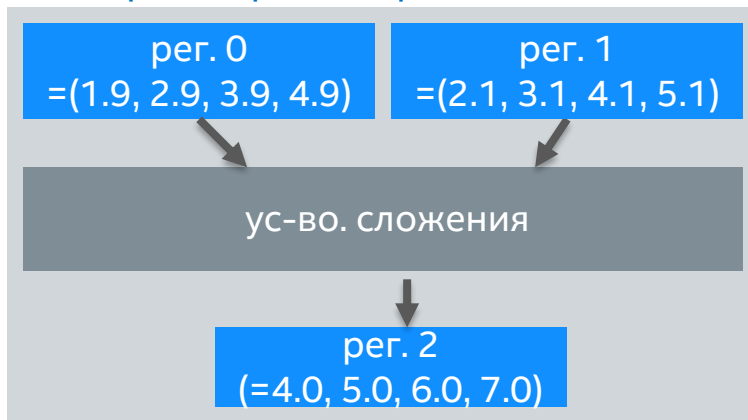 рег. 0
=(1.9, 2.9, 3.9, 4.9)
рег. 1
=(2.1, 3.1, 4.1, 5.1)
ус-во. сложения
рег. 2
(=4.0, 5.0, 6.0, 7.0)